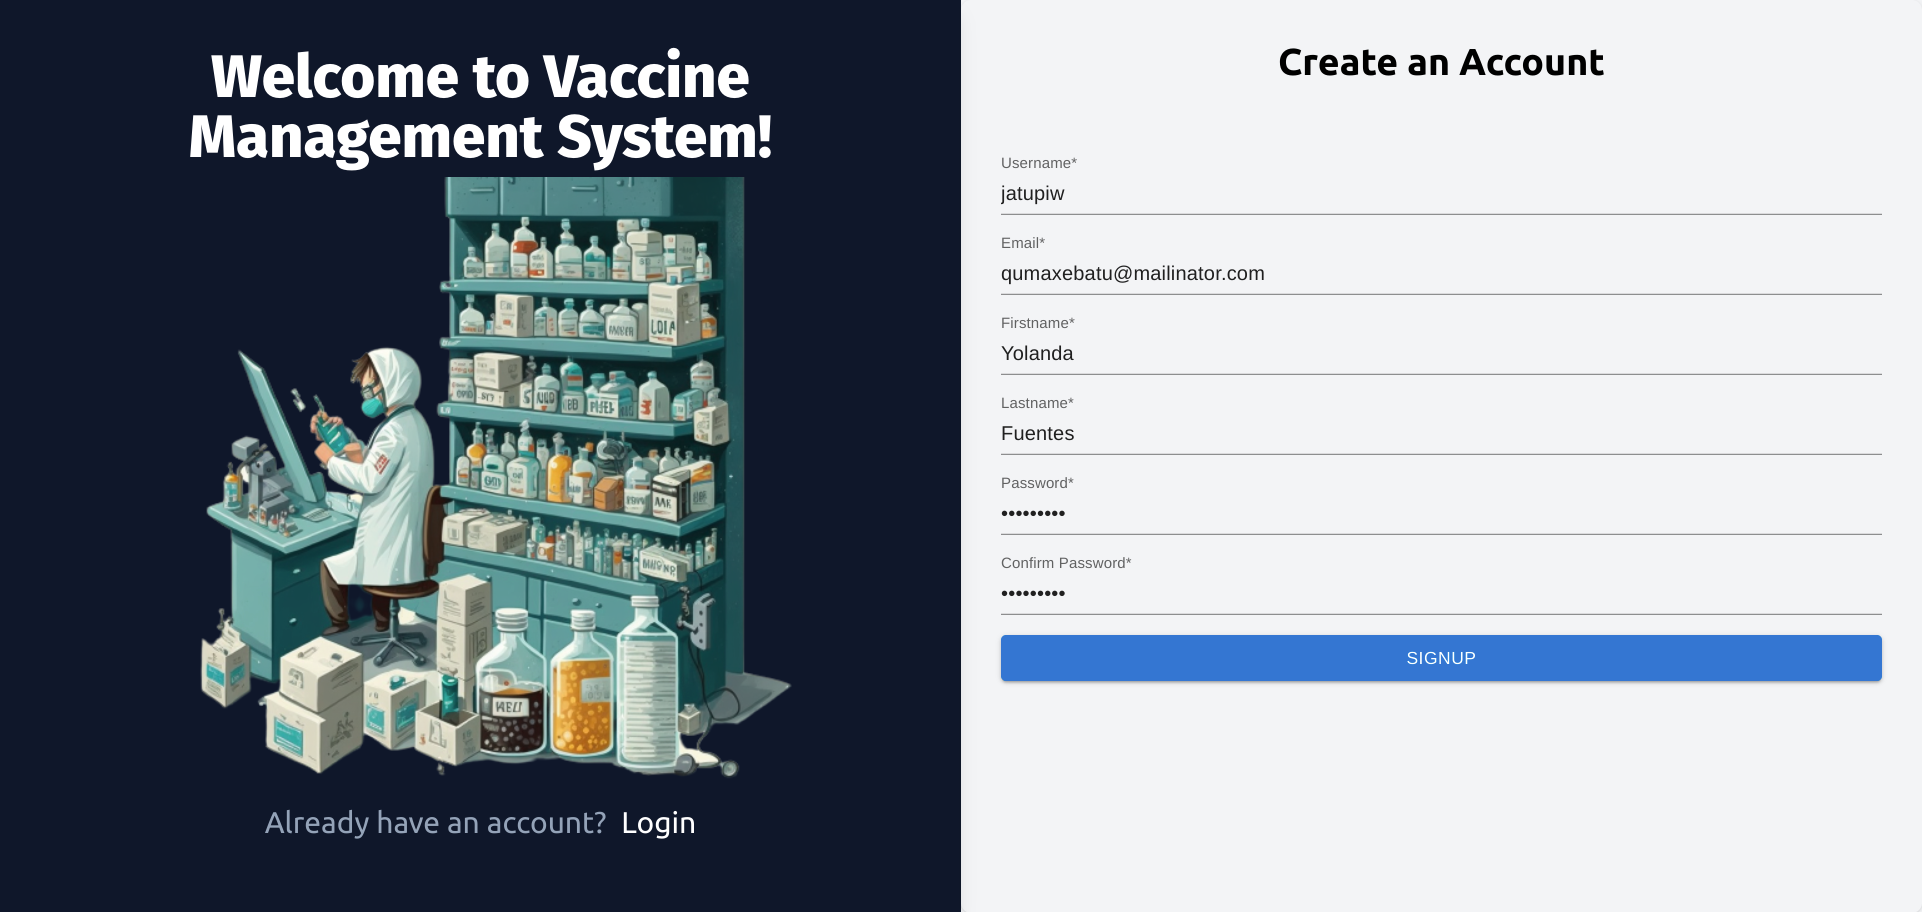 Welcome to Vaccine
Management System!
LOIA
Already have an account? Login
Create an Account
Username*
jatupiw
Email*
qumaxebatu@mailinator.com
Firstname*
Yolanda
Lastname*
Fuentes
Password*
•••••••••
Confirm Password*
•••••••••
SIGNUP